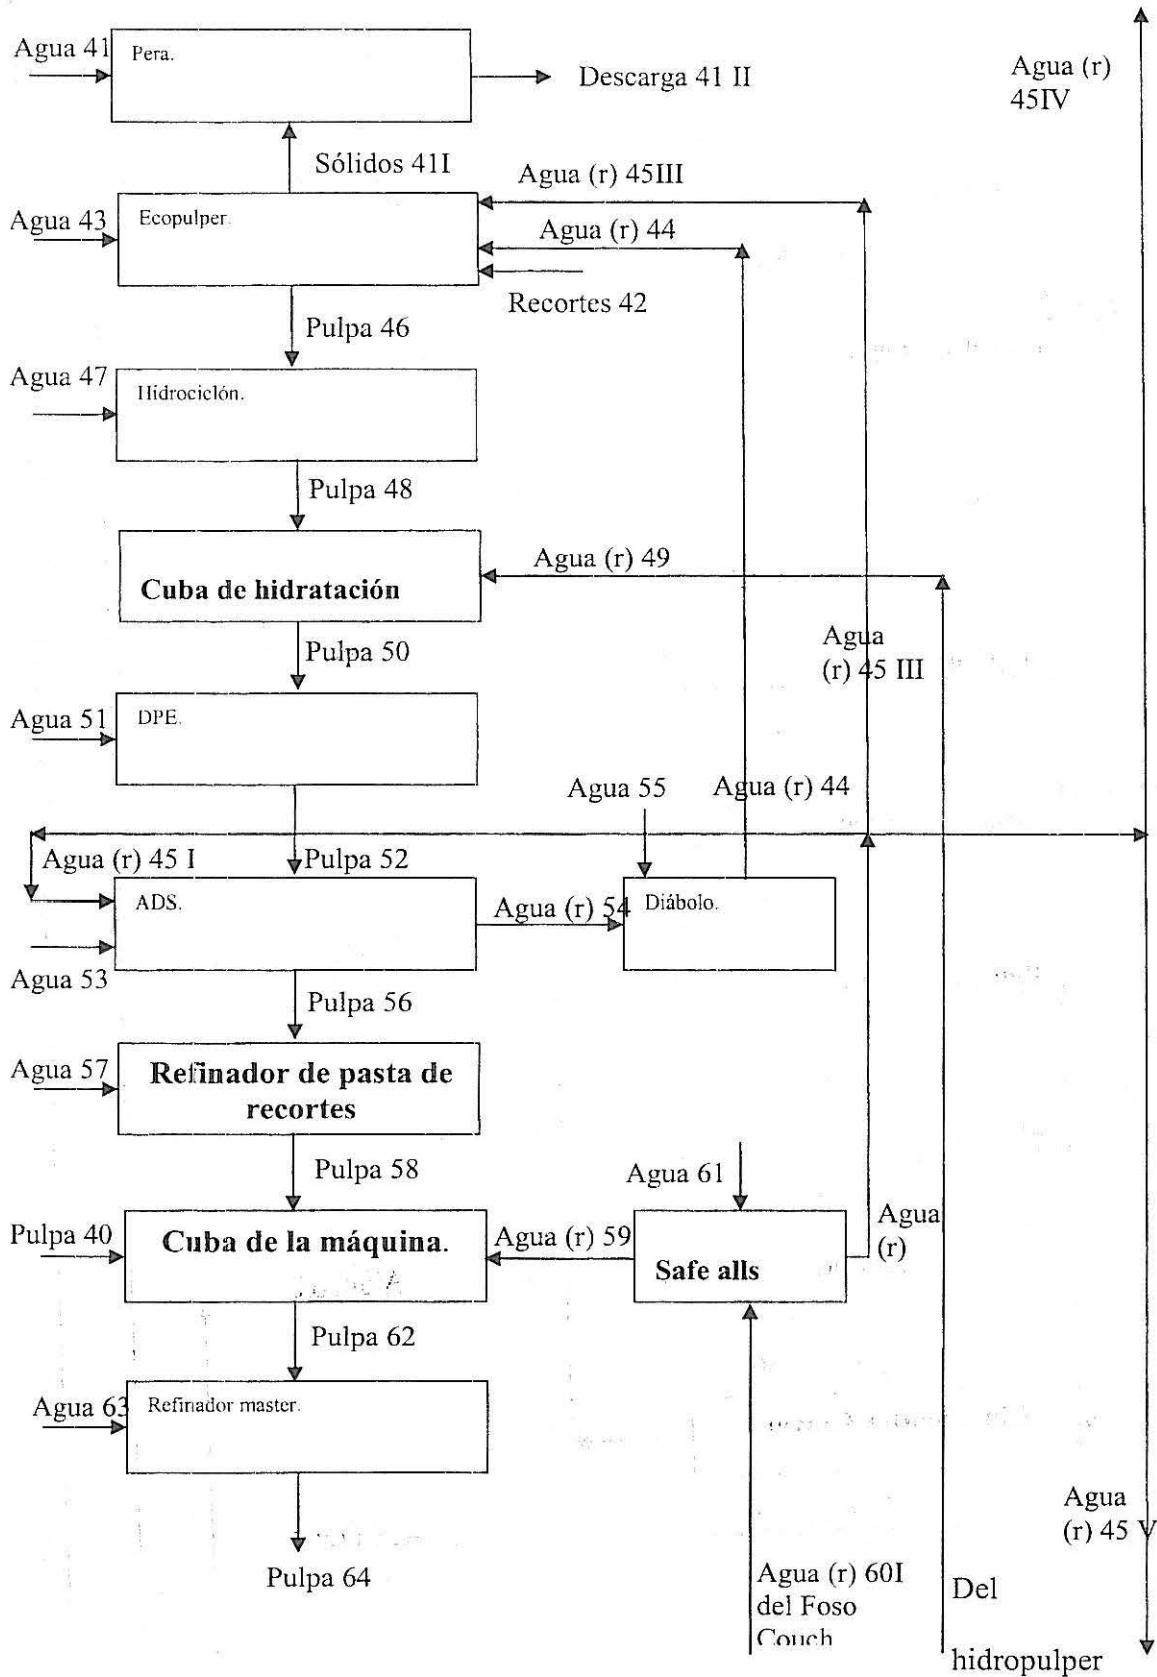 Agua 41
Pera.
Descarga 41 II
Agua (r)
45IV
Sólidos 41I
Agua (r) 45III
Agua 43
Ecopulper.
Agua (r) 44
Recortes 42
Pulpa 46
Agua 47
Hidrociclón.
Pulpa 48
Agua (r) 49
Cuba de hidratación
Pulpa 50
Agua
(r) 45 III
Agua 51
DPE.
Agua 55
Agua (r) 44
Agua (r) 45 I
Pulpa 52
ADS.
Agua (r) 54
Diábolo.
Agua 53
Pulpa 56
Agua 57
Refinador de pasta de
recortes
Pulpa 58
Agua 61
Pulpa 40
Cuba de la máquina.
Agua (r) 59
Safe alls
Agua
(r)
Pulpa 62
Agua 63
Refinador master.
Agua
(r) 45 V
Pulpa 64
Agua (r) 60I
del Foso
Couch
Del
hidropulper